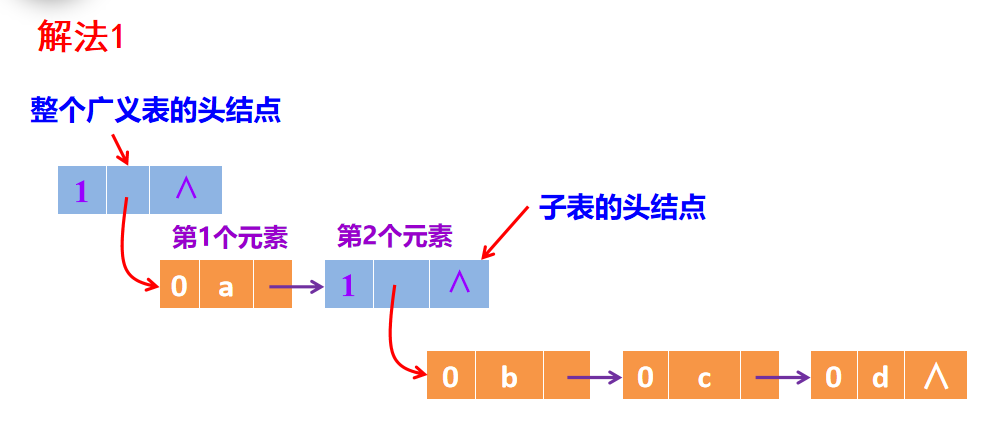 解法1
整个广义表的头结点
1 ∧
子表的头结点
第1个元素 第2个元素
0 a 1 ∧
0 b 0 c 0 d ∧